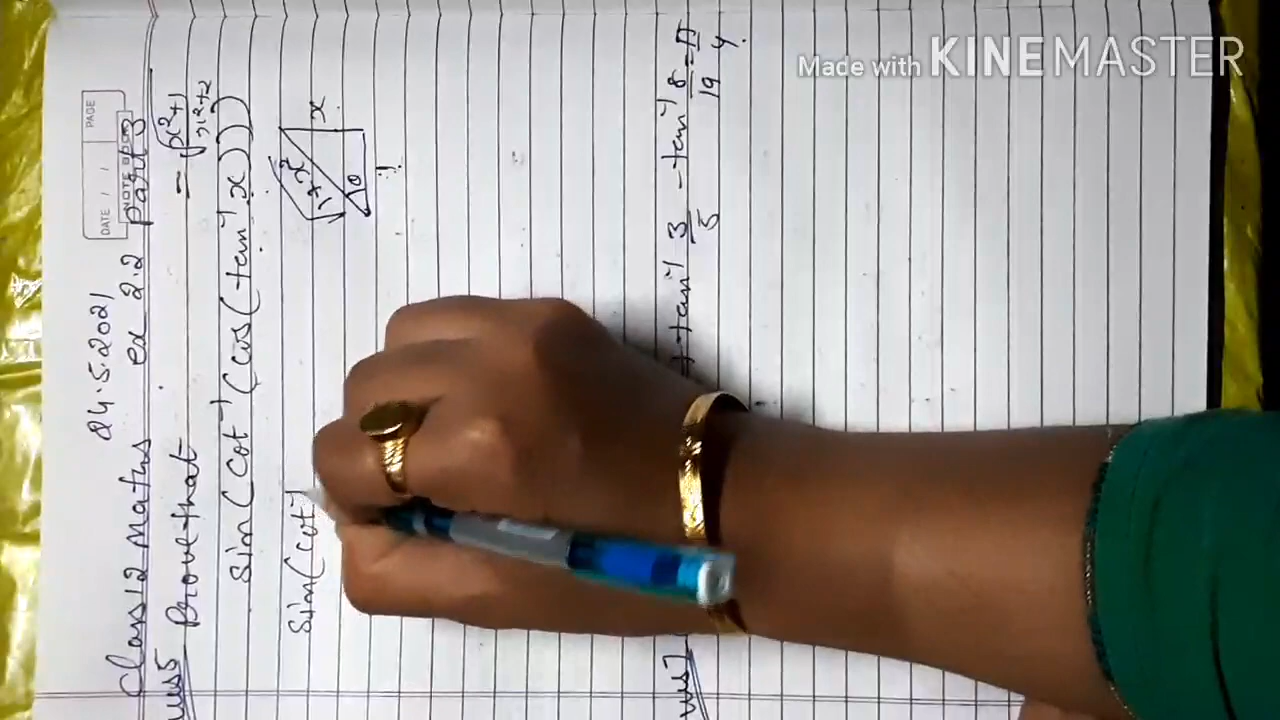 PAGE
DATE / /
24.5.2021
Class 12 Maths ex 2.2 part 3
Ques5 Prove that = √x²+1/x²+2
sin(cot⁻¹(cos(tan⁻¹x)))
√1+x² x
θ 1
sin(cot⁻¹
+ tan⁻¹ 3/5 - tan⁻¹ 8/19 = π/4
Made with KINEMASTER